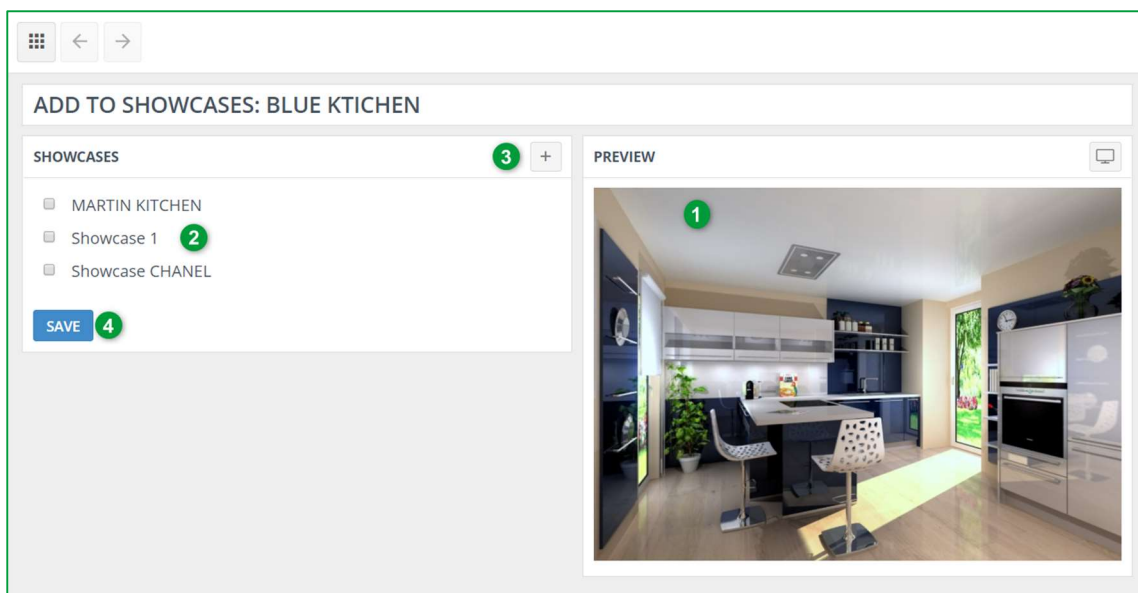 ADD TO SHOWCASES: BLUE KTICHEN
SHOWCASES
3
+
MARTIN KITCHEN
Showcase 1
2
Showcase CHANEL
SAVE
4
PREVIEW
1